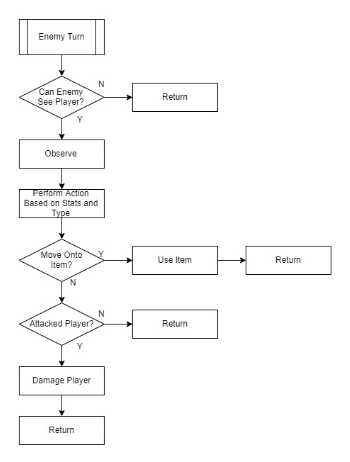 Enemy Turn
N
Can Enemy
See Player?
Return
Y
Observe
Perform Action
Based on Stats and
Type
Move Onto
Item?
Y
Use Item
Return
N
N
Attacked Player?
Return
Y
Damage Player
Return